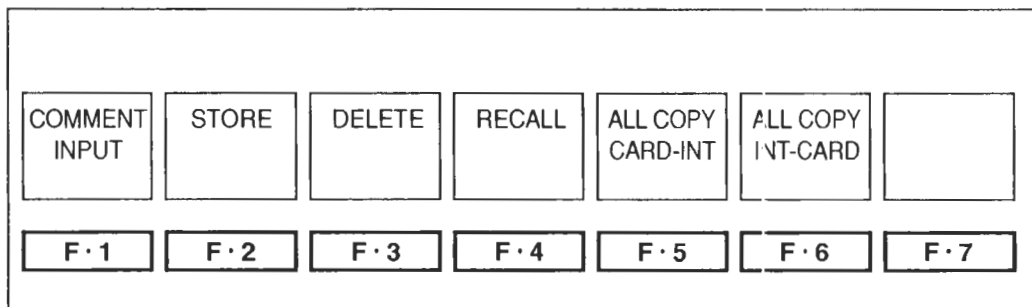 COMMENT STORE DELETE RECALL ALL COPY ALL COPY
INPUT CARD-INT INT-CARD
F·1 F·2 F·3 F·4 F·5 F·6 F·7